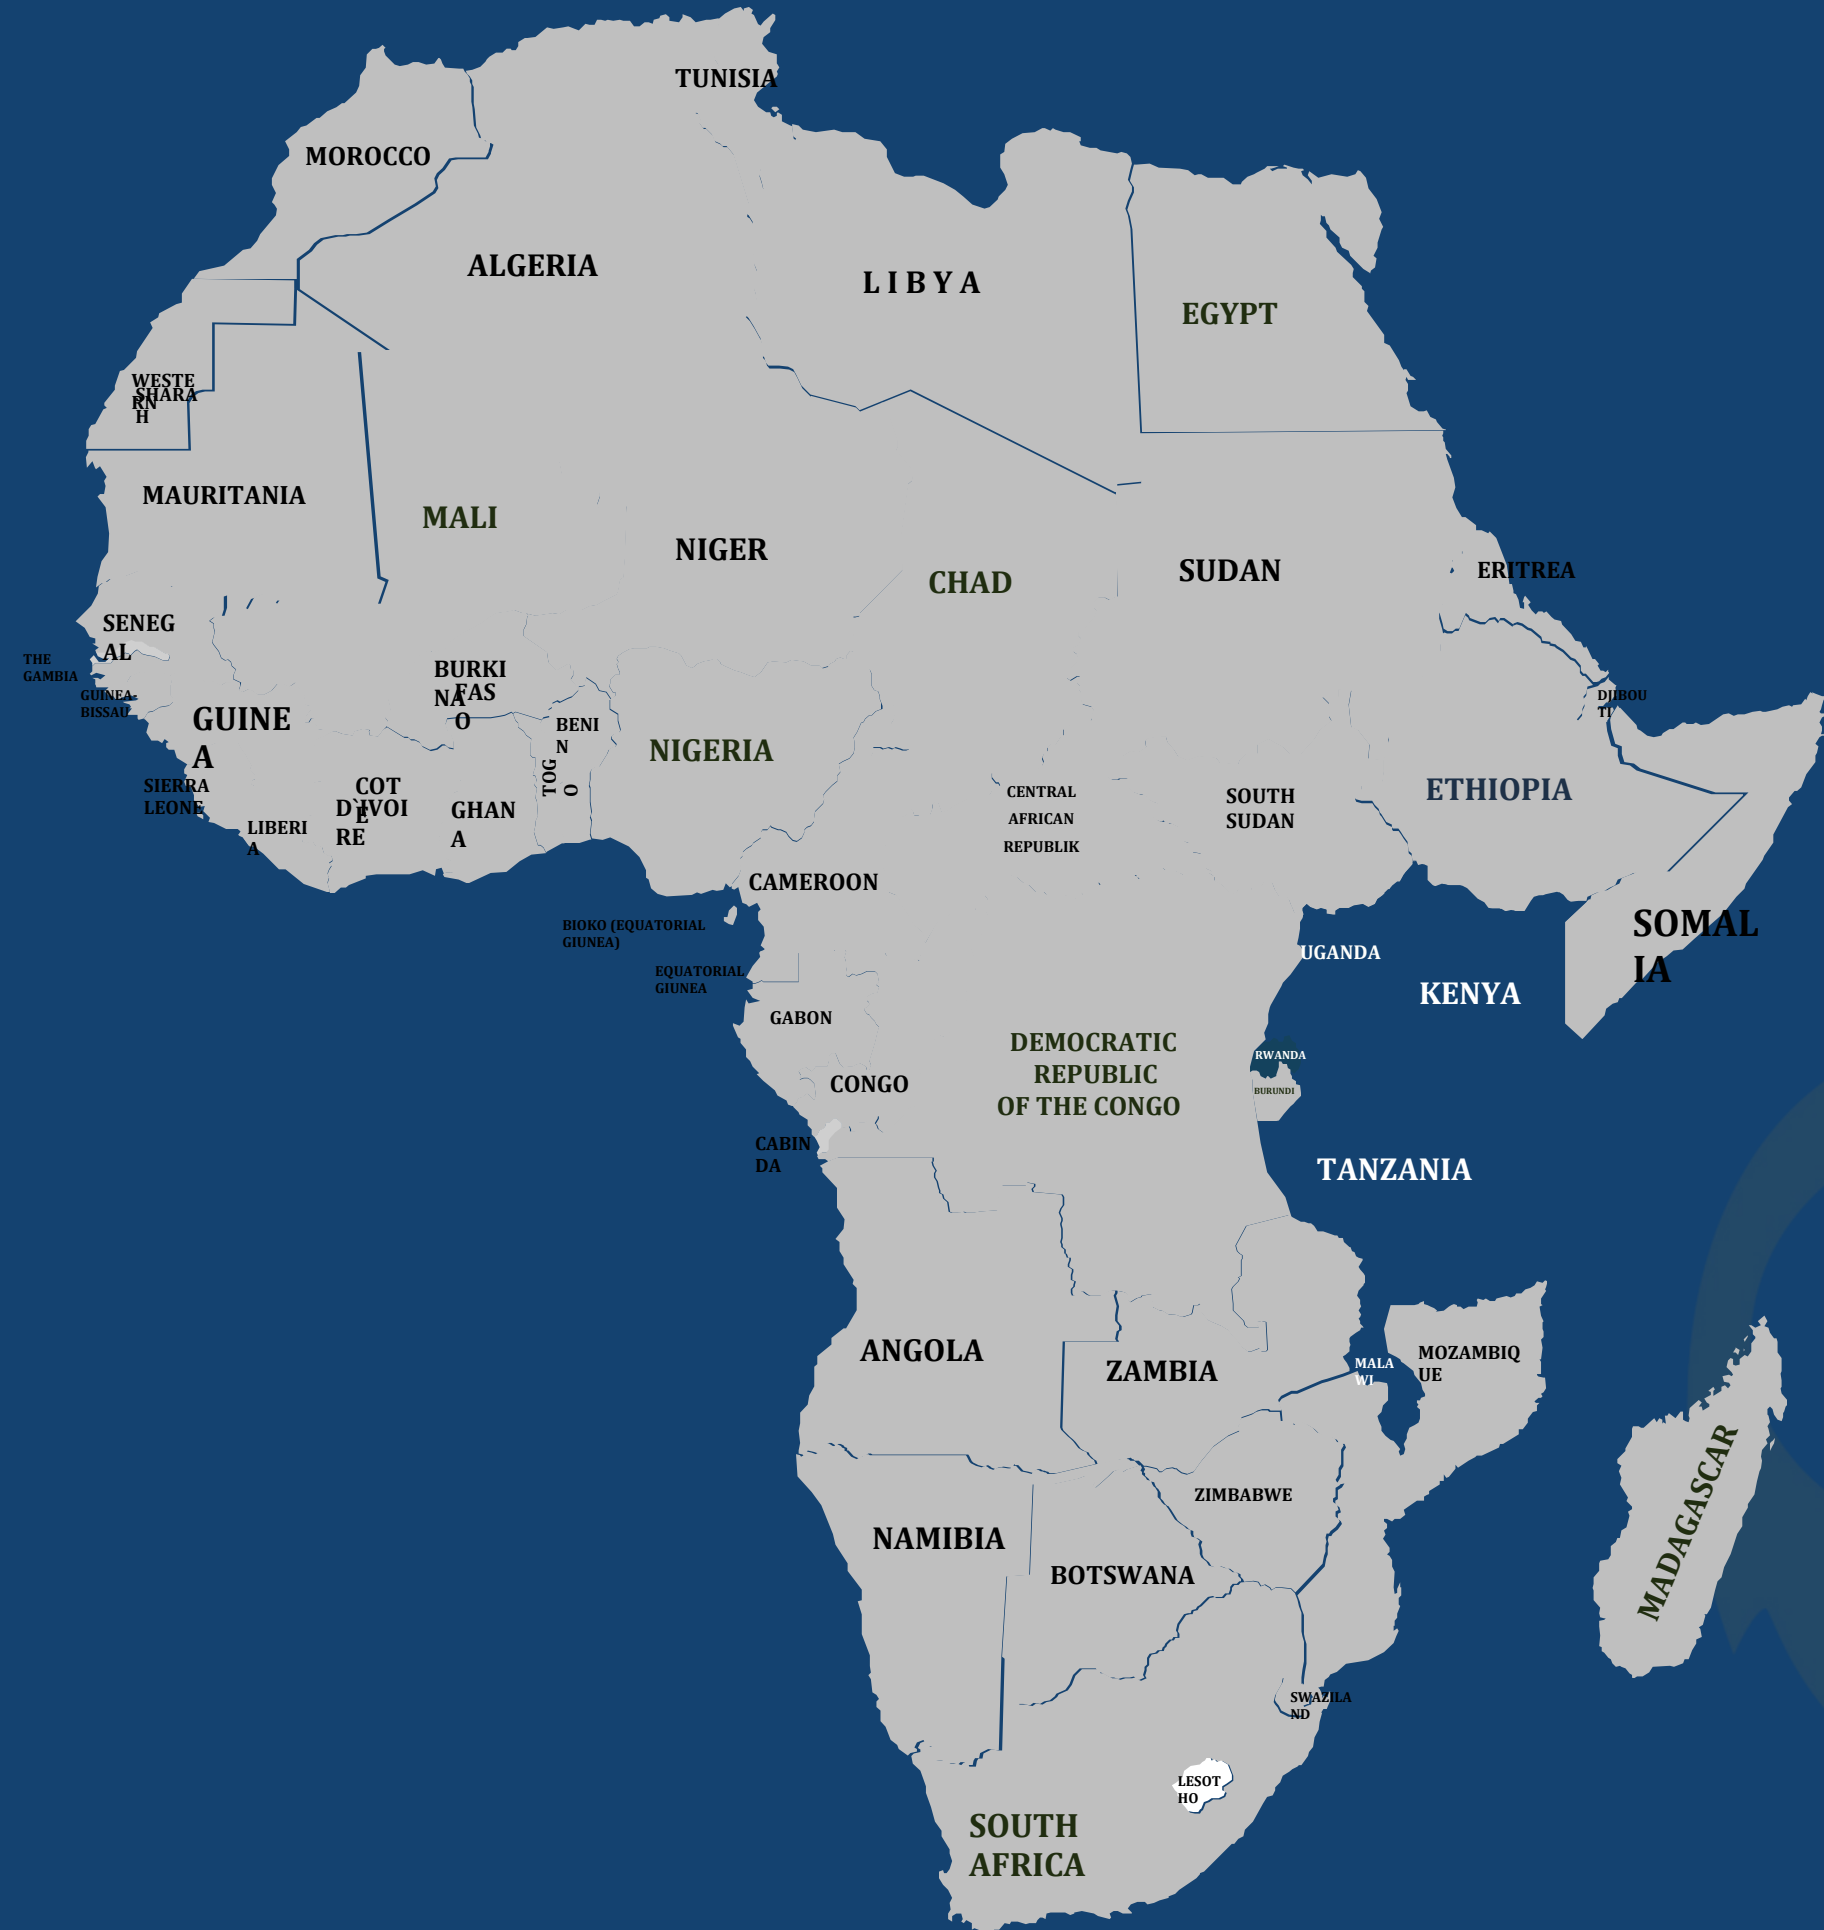 TUNISIA
MOROCCO
ALGERIA
L I B Y A
EGYPT
WESTE
RN
SHARA
H
MAURITANIA
MALI
NIGER
CHAD
SUDAN
ERITREA
SENEG
AL
THE
GAMBIA
GUINEA-
BISSAU
BURKI
NA
FAS
O
GUINE
A
BENI
N
NIGERIA
DJIBOU
TI
SIERRA
LEONE
COT
E
D`IVOI
RE
TOG
O
GHAN
A
LIBERI
A
CENTRAL
AFRICAN
REPUBLIK
SOUTH
SUDAN
ETHIOPIA
CAMEROON
BIOKO (EQUATORIAL
GIUNEA)
SOMAL
IA
UGANDA
EQUATORIAL
GIUNEA
KENYA
GABON
DEMOCRATIC
REPUBLIC
OF THE CONGO
RWANDA
CONGO
BURUNDI
CABIN
DA
TANZANIA
ANGOLA
ZAMBIA
MALA
WI
MOZAMBIQ
UE
MADAGASCAR
ZIMBABWE
NAMIBIA
BOTSWANA
SWAZILA
ND
LESOT
HO
SOUTH
AFRICA